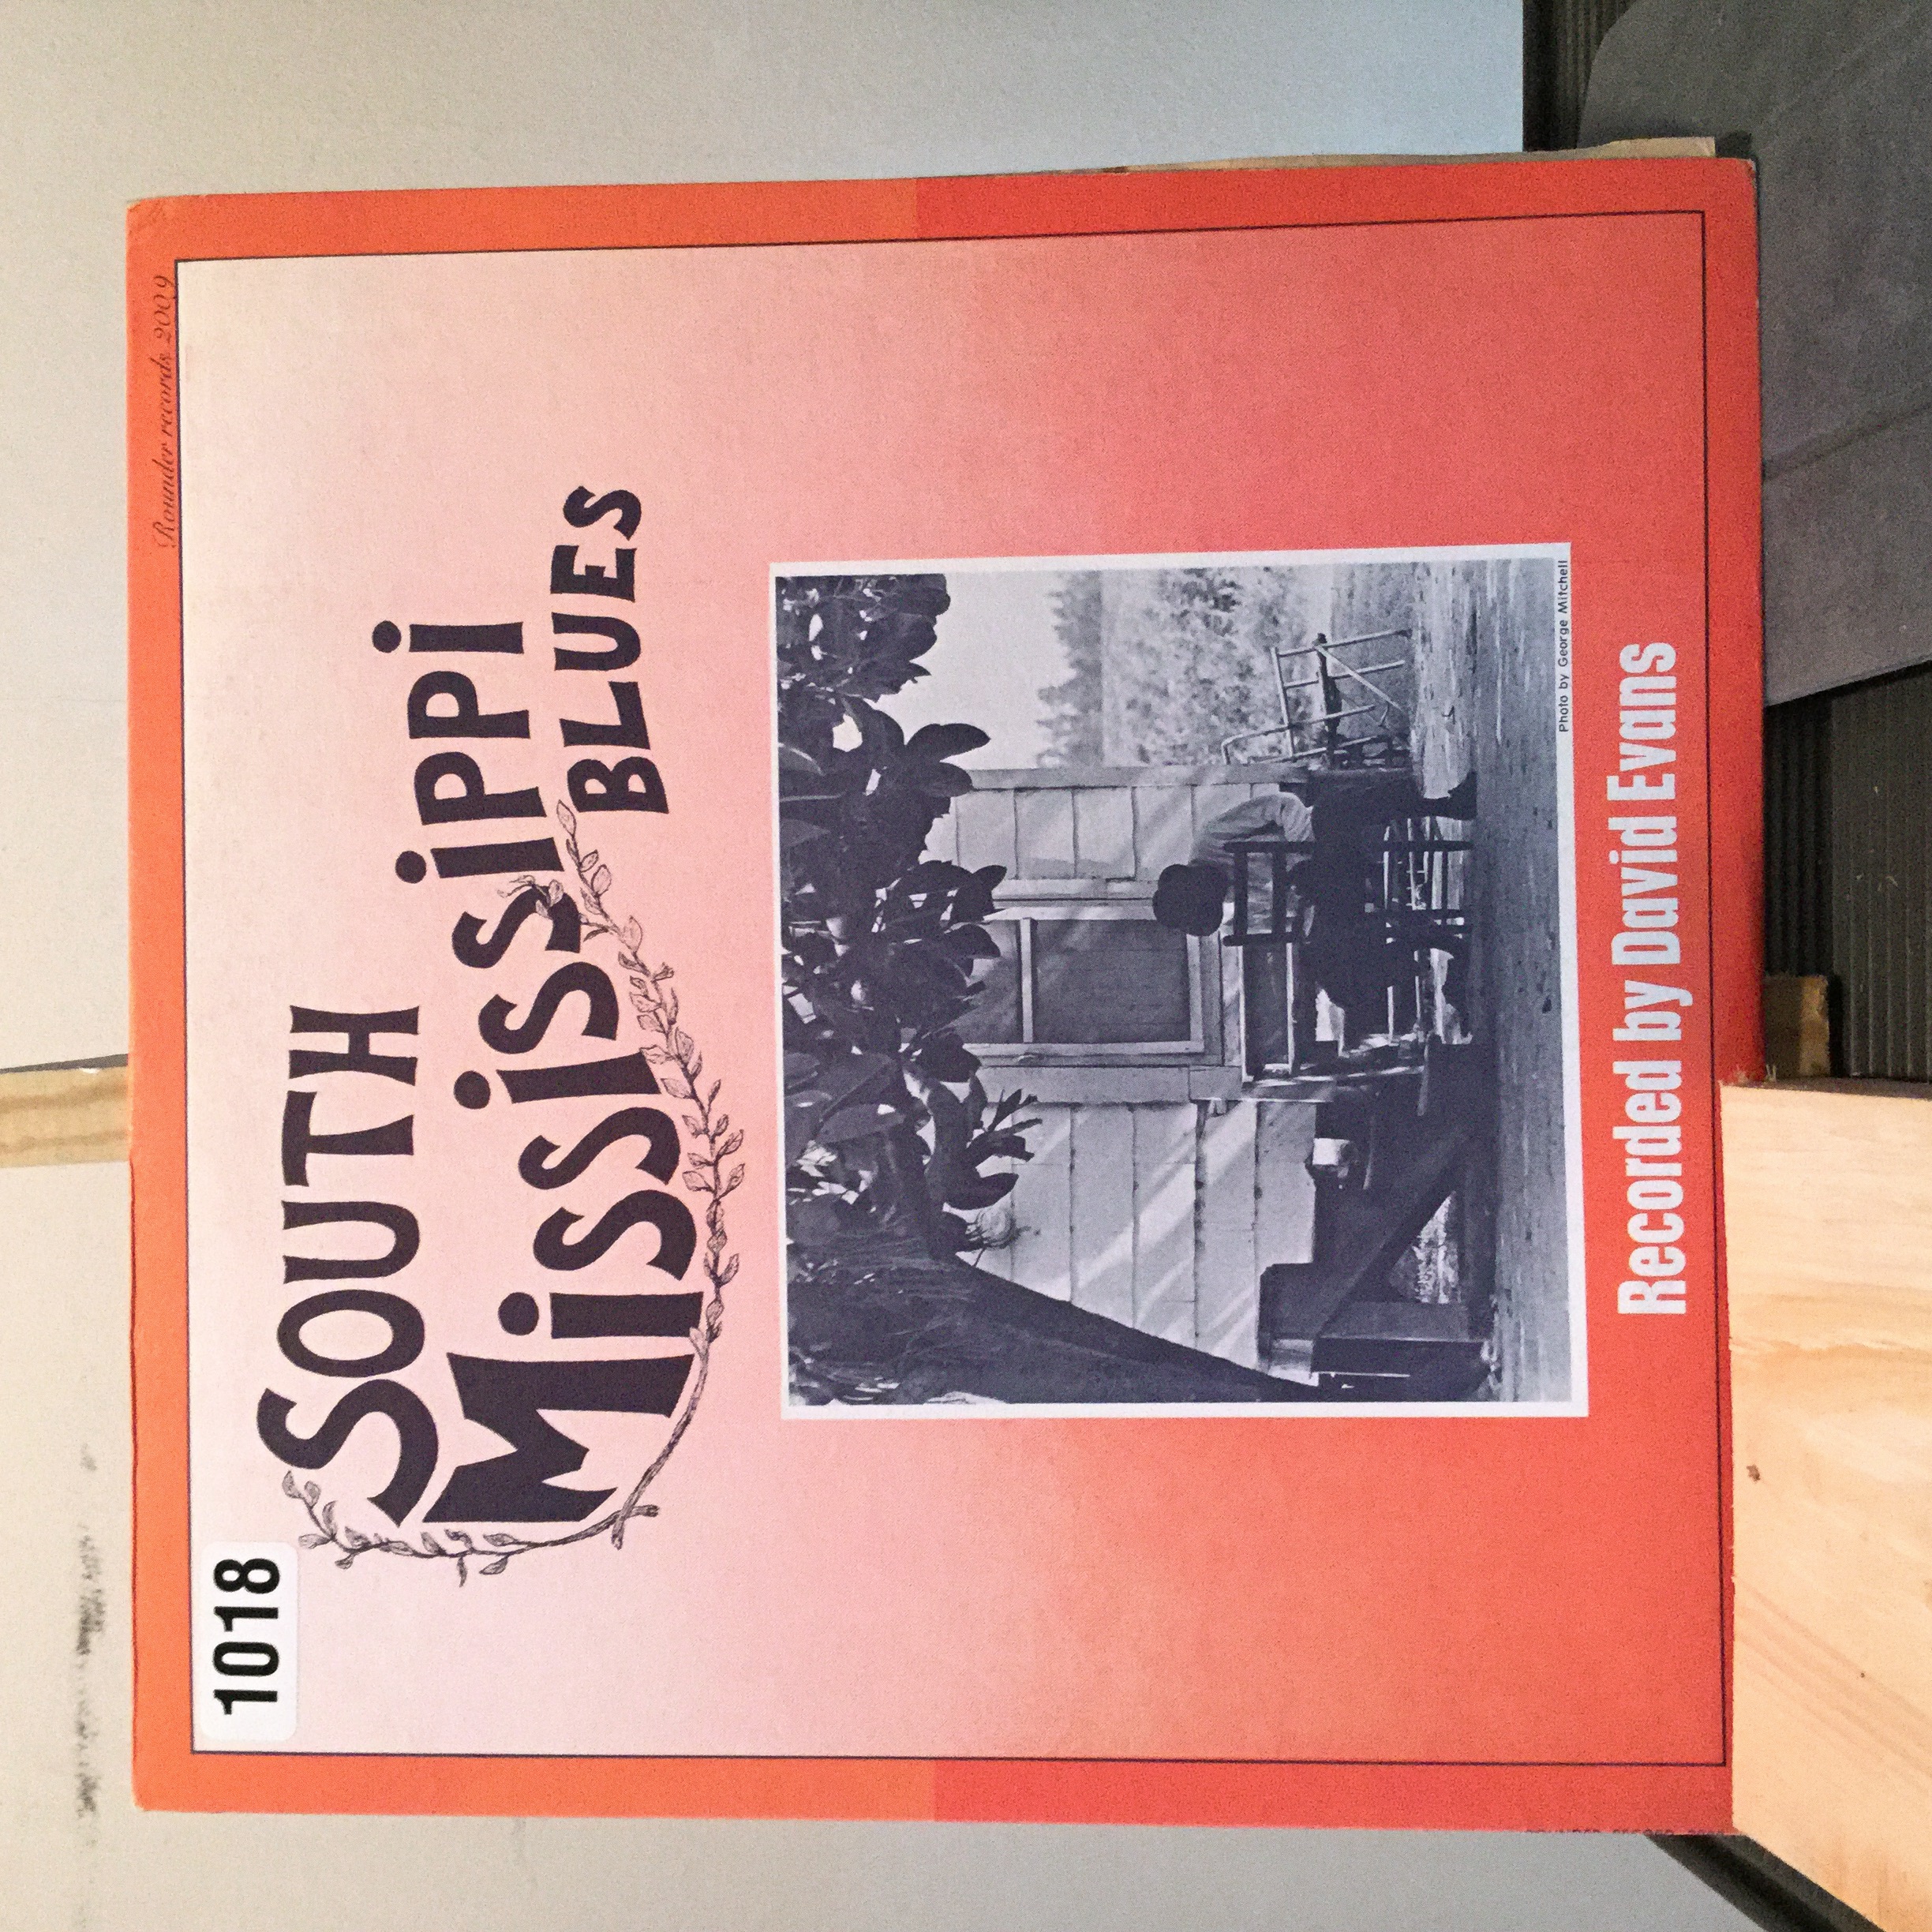 1018
Rounder records 2009
SOUTH
MississippI
BLUES
Photo by George Mitchell
Recorded by David Evans